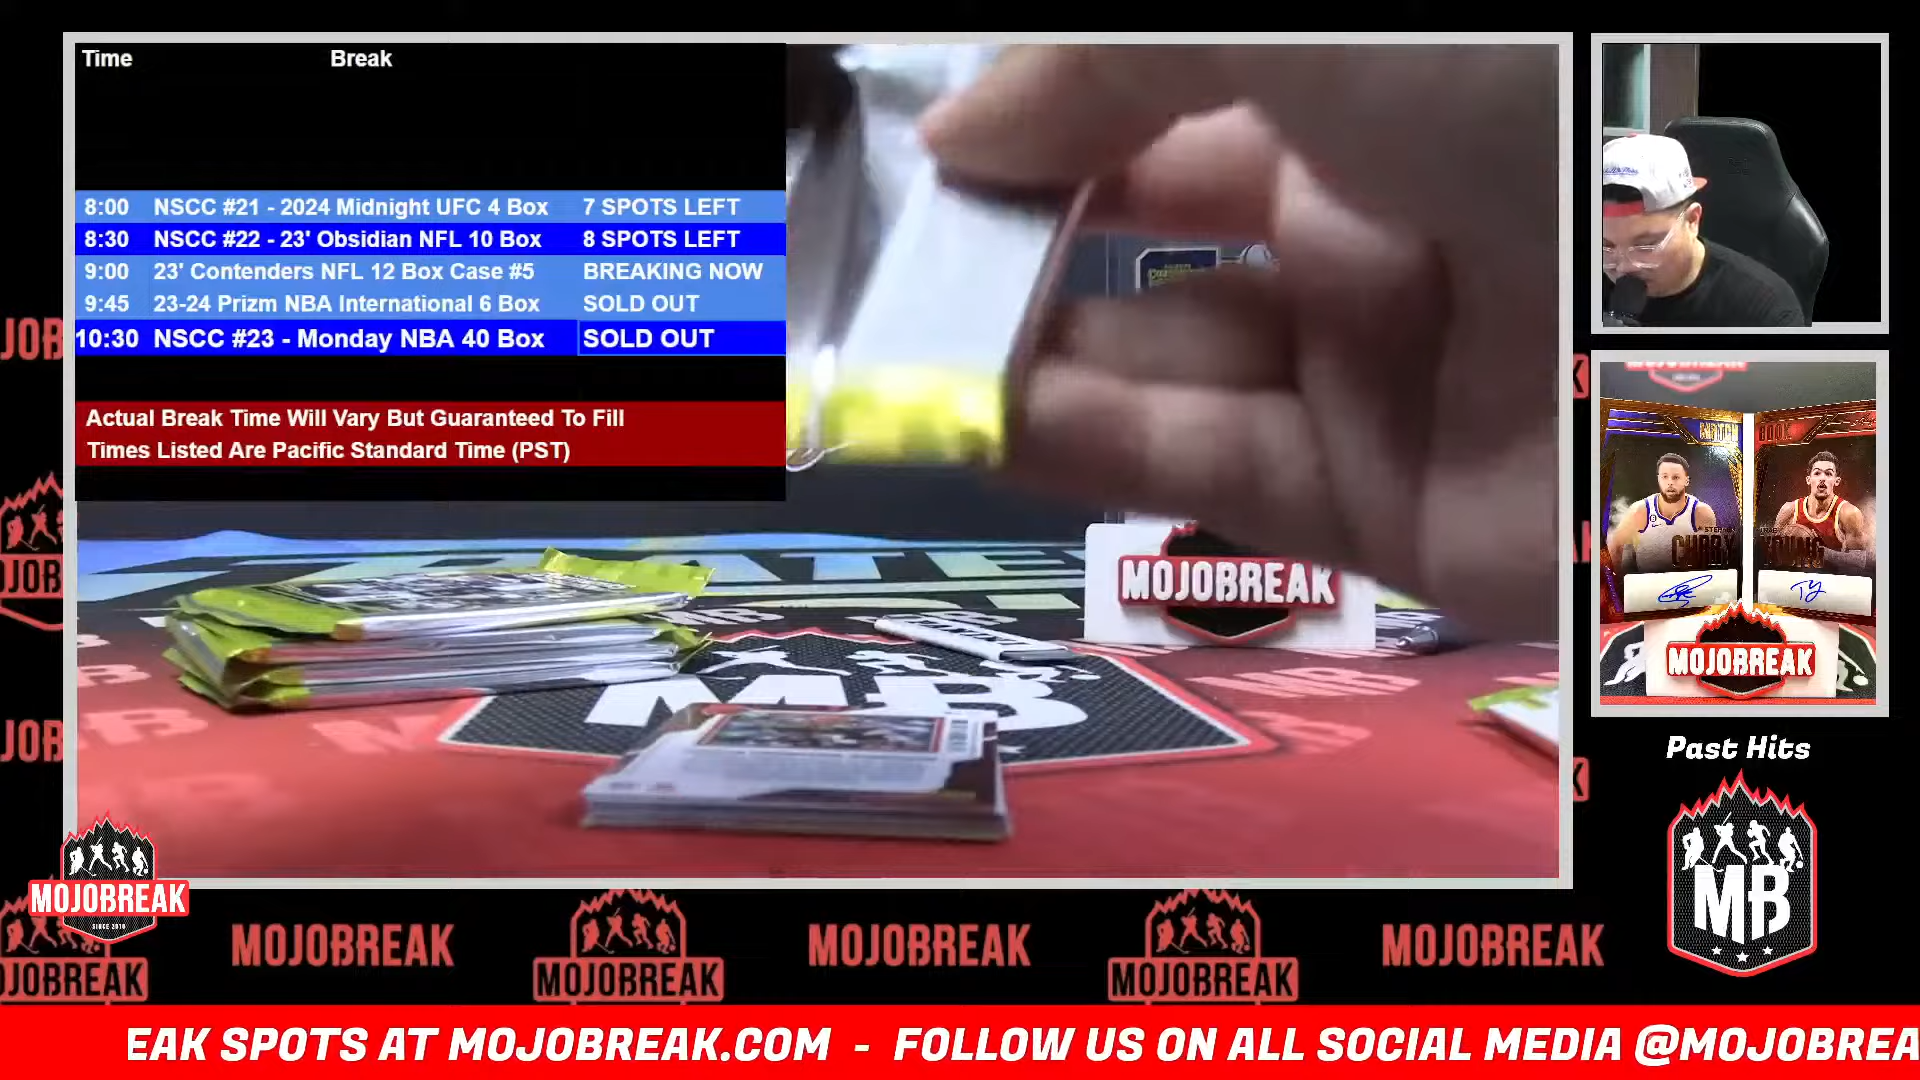 Time Break
8:00 NSCC #21 - 2024 Midnight UFC 4 Box 7 SPOTS LEFT
8:30 NSCC #22 - 23' Obsidian NFL 10 Box 8 SPOTS LEFT
9:00 23' Contenders NFL 12 Box Case #5 BREAKING NOW
9:45 23-24 Prizm NBA International 6 Box SOLD OUT
10:30 NSCC #23 - Monday NBA 40 Box SOLD OUT
Actual Break Time Will Vary But Guaranteed To Fill
Times Listed Are Pacific Standard Time (PST)
MOJOBREAK
MB
CURRY YOUNG
MOJOBREAK
Past Hits
MB
MOJOBREAK
SINCE 2010
MOJOBREAK MOJOBREAK MOJOBREAK MOJOBREAK MOJOBREAK
EAK SPOTS AT MOJOBREAK.COM - FOLLOW US ON ALL SOCIAL MEDIA @MOJOBREA